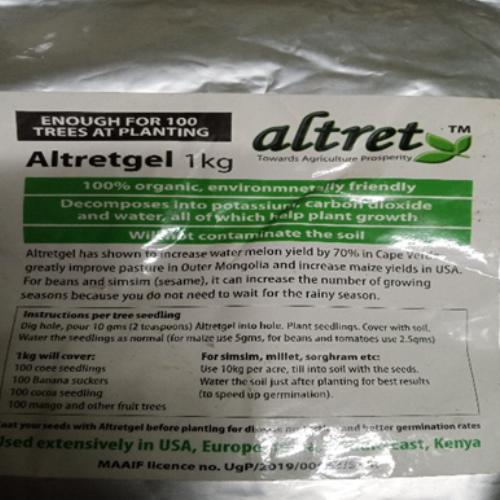 ENOUGH FOR 100
TREES AT PLANTING
altret ™
Towards Agriculture Prosperity
Altretgel 1kg
100% organic, environmnetally friendly
Decomposes into potassium, carbon dioxide
and water, all of which help plant growth
Will not contaminate the soil
Altretgel has shown to increase water melon yield by 70% in Cape Verde
greatly improve pasture in Outer Mongolia and increase maize yields in USA.
For beans and simsim (sesame), it can increase the number of growing
seasons because you do not need to wait for the rainy season.
Instructions per tree seedling
Dig hole, pour 10 gms (2 teaspoons) Altretgel into hole. Plant seedlings. Cover with soil.
Water the seedlings as normal (for maize use 5gms, for beans and tomatoes use 2.5gms)
1kg will cover:
100 coee seedlings
100 Banana suckers
100 cocoa seedling
100 mango and other fruit trees
For simsim, millet, sorghram etc:
Use 10kg per acre, till into soil with the seeds.
Water the soil just after planting for best results
(to speed up germination).
oat your seeds with Altretgel before planting for and better germination rates
Used extensively in USA, Europe, East, Kenya
MAAIF licence no. UgP/2019/00